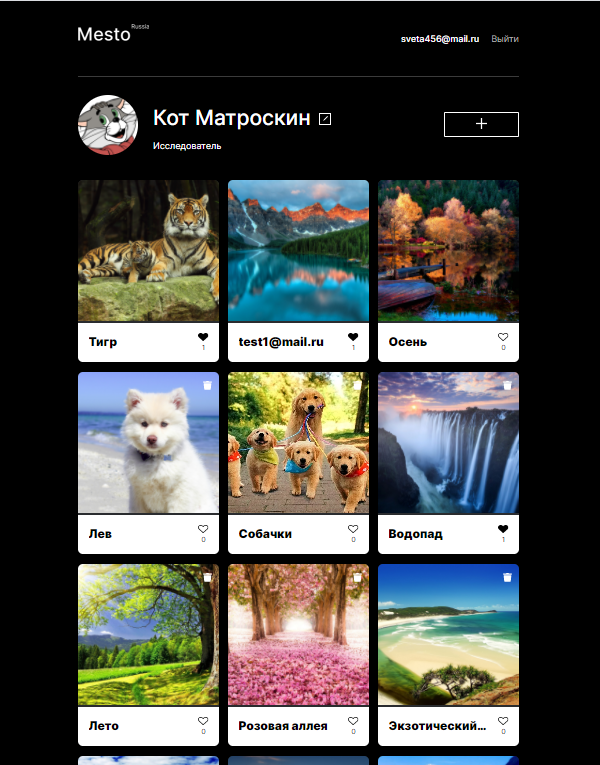 Mesto Russia
sveta456@mail.ru Выйти
Кот Матроскин
Исследователь
Тигр 1
test1@mail.ru 1
Осень 0
Лев 0
Собачки 0
Водопад 1
Лето 0
Розовая аллея 0
Экзотический... 0